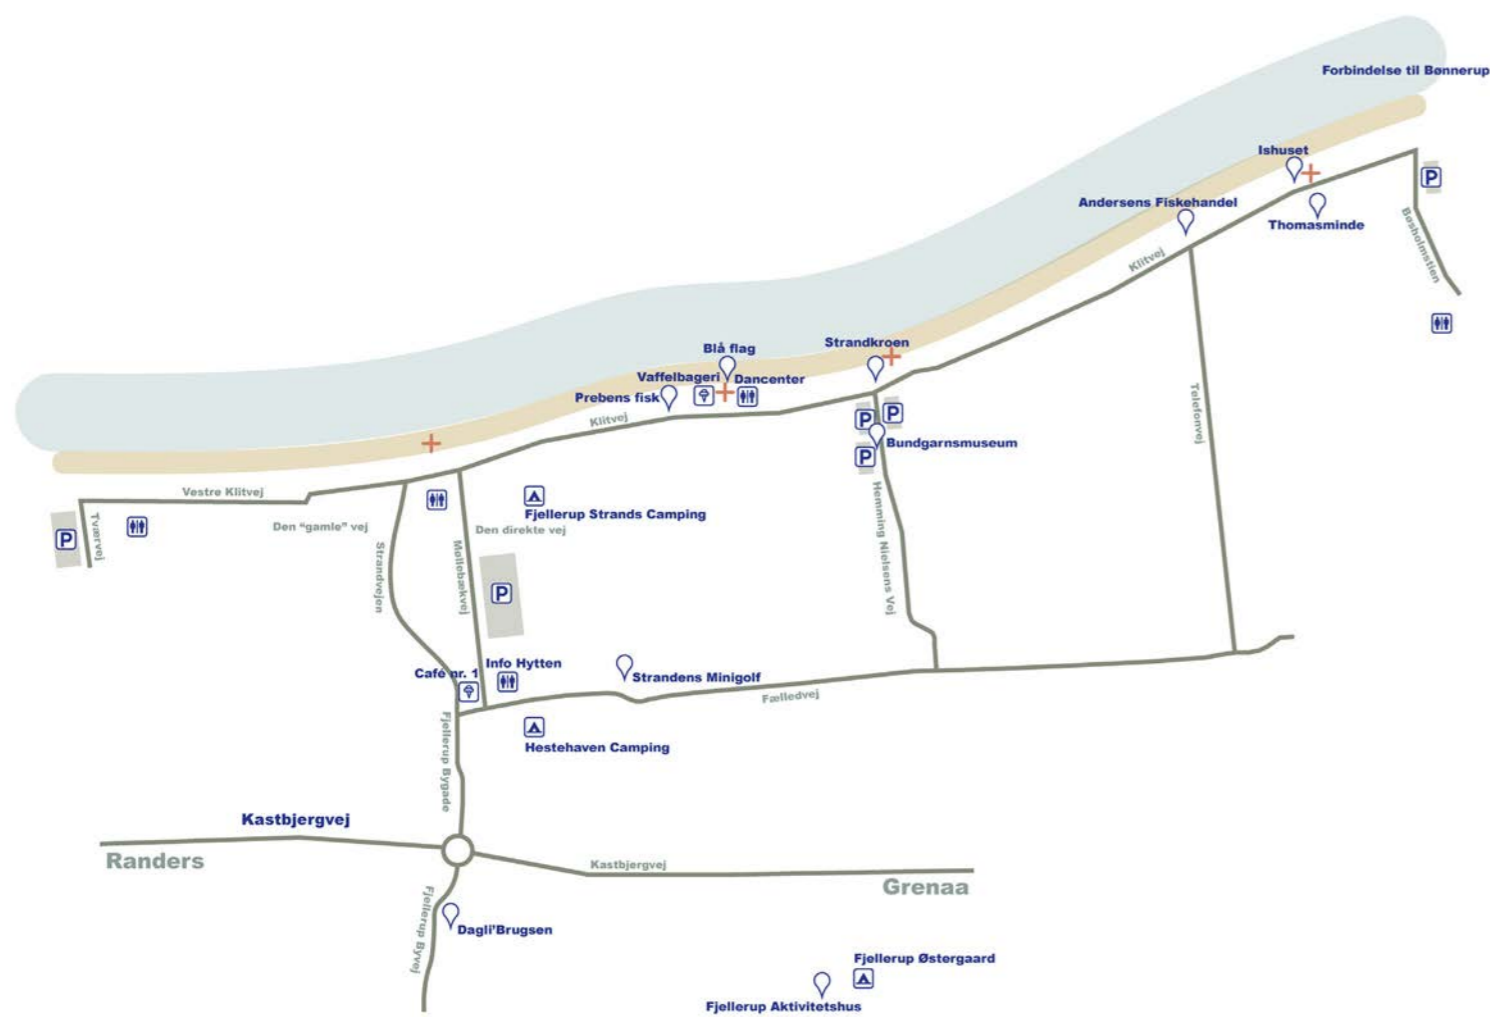 Forbindelse til Bønnerup
Ishuset
P
Andersens Fiskehandel
Thomasminde
Bøsholmstien
Klitvej
Strandkroen
Blå flag
Vaffelbageri
Dancenter
Prebens fisk
Klitvej
P
P
Bundgarnsmuseum
P
Telefonvej
Vestre Klitvej
Den “gamle” vej
Fjellerup Strands Camping
Den direkte vej
P
Tværvej
Strandvejen
Møllebækvej
P
Hemming Nielsens Vej
Café nr. 1
Info Hytten
Strandens Minigolf
Fælledvej
Hestehaven Camping
Fjellerup Bygade
Kastbjergvej
Randers
Kastbjergvej
Grenaa
Fjellerup Byvej
Dagli’Brugsen
Fjellerup Østergaard
Fjellerup Aktivitetshus